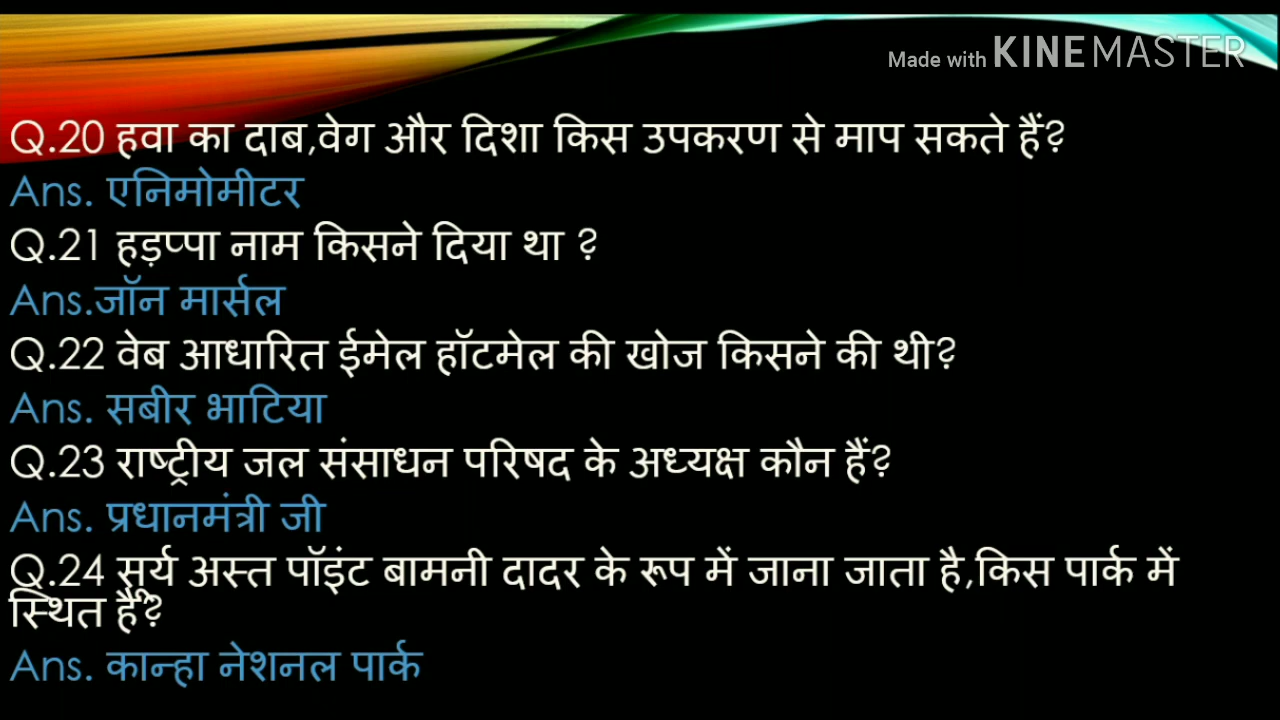 Made with KINEMASTER
Q.20 हवा का दाब,वेग और दिशा किस उपकरण से माप सकते हैं?
Ans. एनिमोमीटर
Q.21 हड़प्पा नाम किसने दिया था ?
Ans.जॉन मार्सल
Q.22 वेब आधारित ईमेल हॉटमेल की खोज किसने की थी?
Ans. सबीर भाटिया
Q.23 राष्ट्रीय जल संसाधन परिषद के अध्यक्ष कौन हैं?
Ans. प्रधानमंत्री जी
Q.24 सूर्य अस्त पॉइंट बामनी दादर के रूप में जाना जाता है,किस पार्क में
स्थित हैं?
Ans. कान्हा नेशनल पार्क